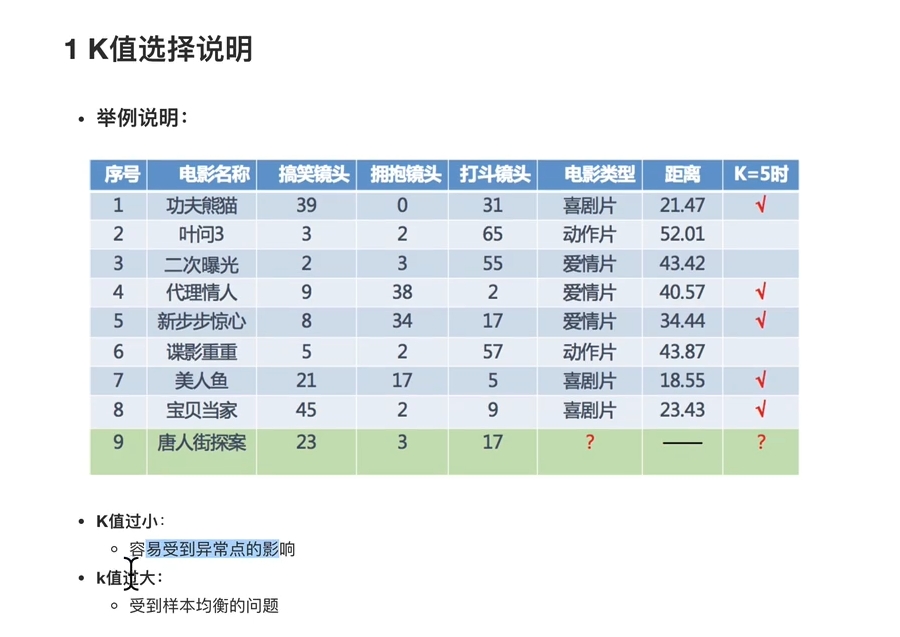 1 K值选择说明
• 举例说明：
序号 电影名称 搞笑镜头 拥抱镜头 打斗镜头 电影类型 距离 K=5时
1 功夫熊猫 39 0 31 喜剧片 21.47 √
2 叶问3 3 2 65 动作片 52.01
3 二次曝光 2 3 55 爱情片 43.42
4 代理情人 9 38 2 爱情片 40.57 √
5 新步步惊心 8 34 17 爱情片 34.44 √
6 谍影重重 5 2 57 动作片 43.87
7 美人鱼 21 17 5 喜剧片 18.55 √
8 宝贝当家 45 2 9 喜剧片 23.43 √
9 唐人街探案 23 3 17 ? —— ?
• K值过小：
○ 容易受到异常点的影响
• k值过大：
○ 受到样本均衡的问题